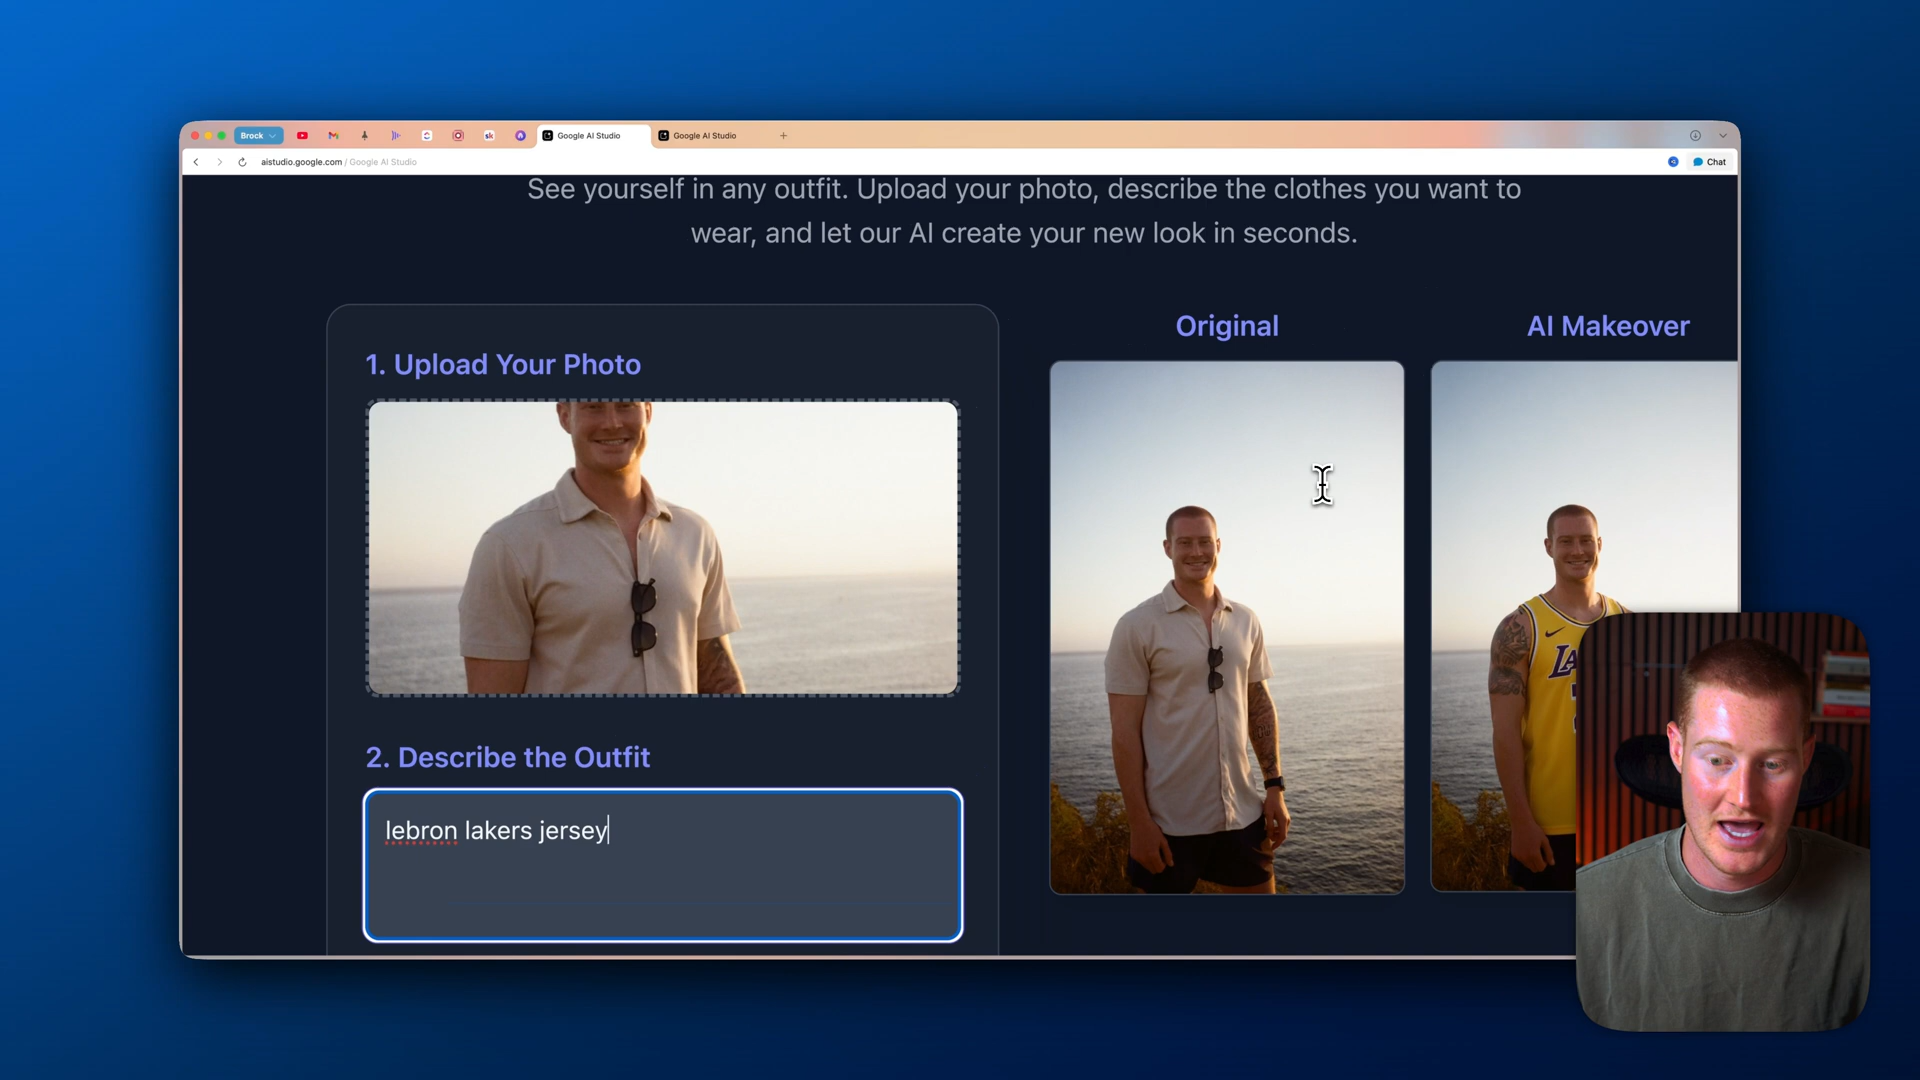 Brock
sk
Google AI Studio
Google AI Studio
aistudio.google.com / Google AI Studio
Chat
See yourself in any outfit. Upload your photo, describe the clothes you want to
wear, and let our AI create your new look in seconds.
1. Upload Your Photo
2. Describe the Outfit
lebron lakers jersey
Original
AI Makeover
LA